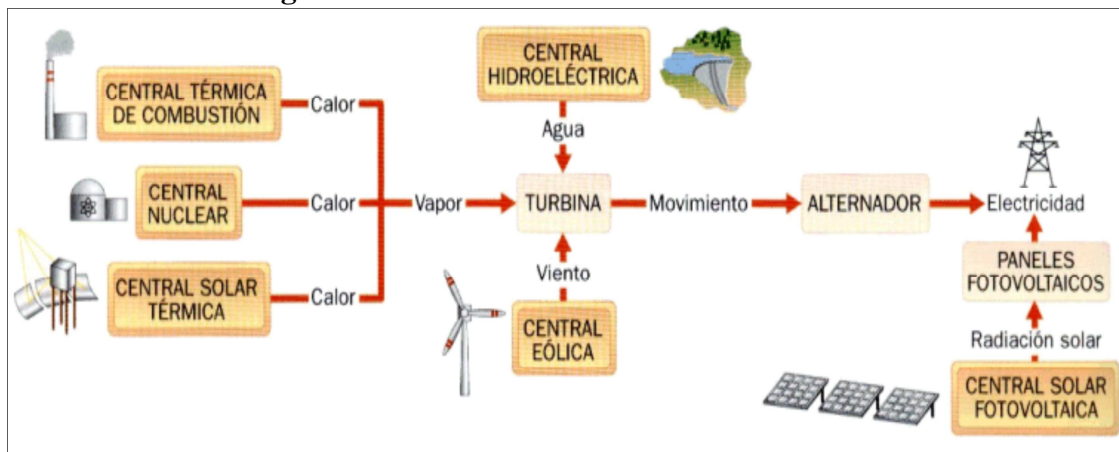 CENTRAL
HIDROELÉCTRICA
CENTRAL TÉRMICA
DE COMBUSTIÓN
Calor
Agua
CENTRAL
NUCLEAR
Calor
Vapor
TURBINA
Movimiento
ALTERNADOR
Electricidad
Viento
PANELES
FOTOVOLTAICOS
CENTRAL SOLAR
TÉRMICA
Calor
CENTRAL
EÓLICA
Radiación solar
CENTRAL SOLAR
FOTOVOLTAICA